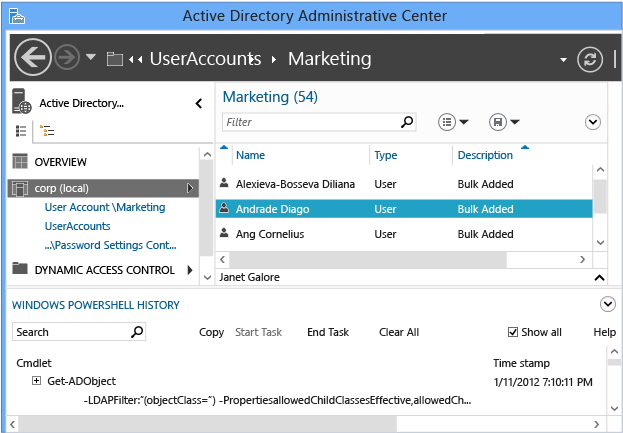 Active Directory Administrative Center
UserAccounts Marketing
Active Directory...
Marketing (54)
Filter
OVERVIEW
Name Type Description
corp (local)
Alexieva-Bosseva Diliana User Bulk Added
User Account \Marketing
Andrade Diago User Bulk Added
UserAccounts
Ang Cornelius User Bulk Added
...\Password Settings Cont...
DYNAMIC ACCESS CONTROL
Janet Galore
WINDOWS POWERSHELL HISTORY
Search Copy Start Task End Task Clear All Show all Help
Cmdlet Time stamp
Get-ADObject 1/11/2012 7:10:11 PM
-LDAPFilter:"(objectClass=") -PropertiesallowedChildClassesEffective,allowedCh...